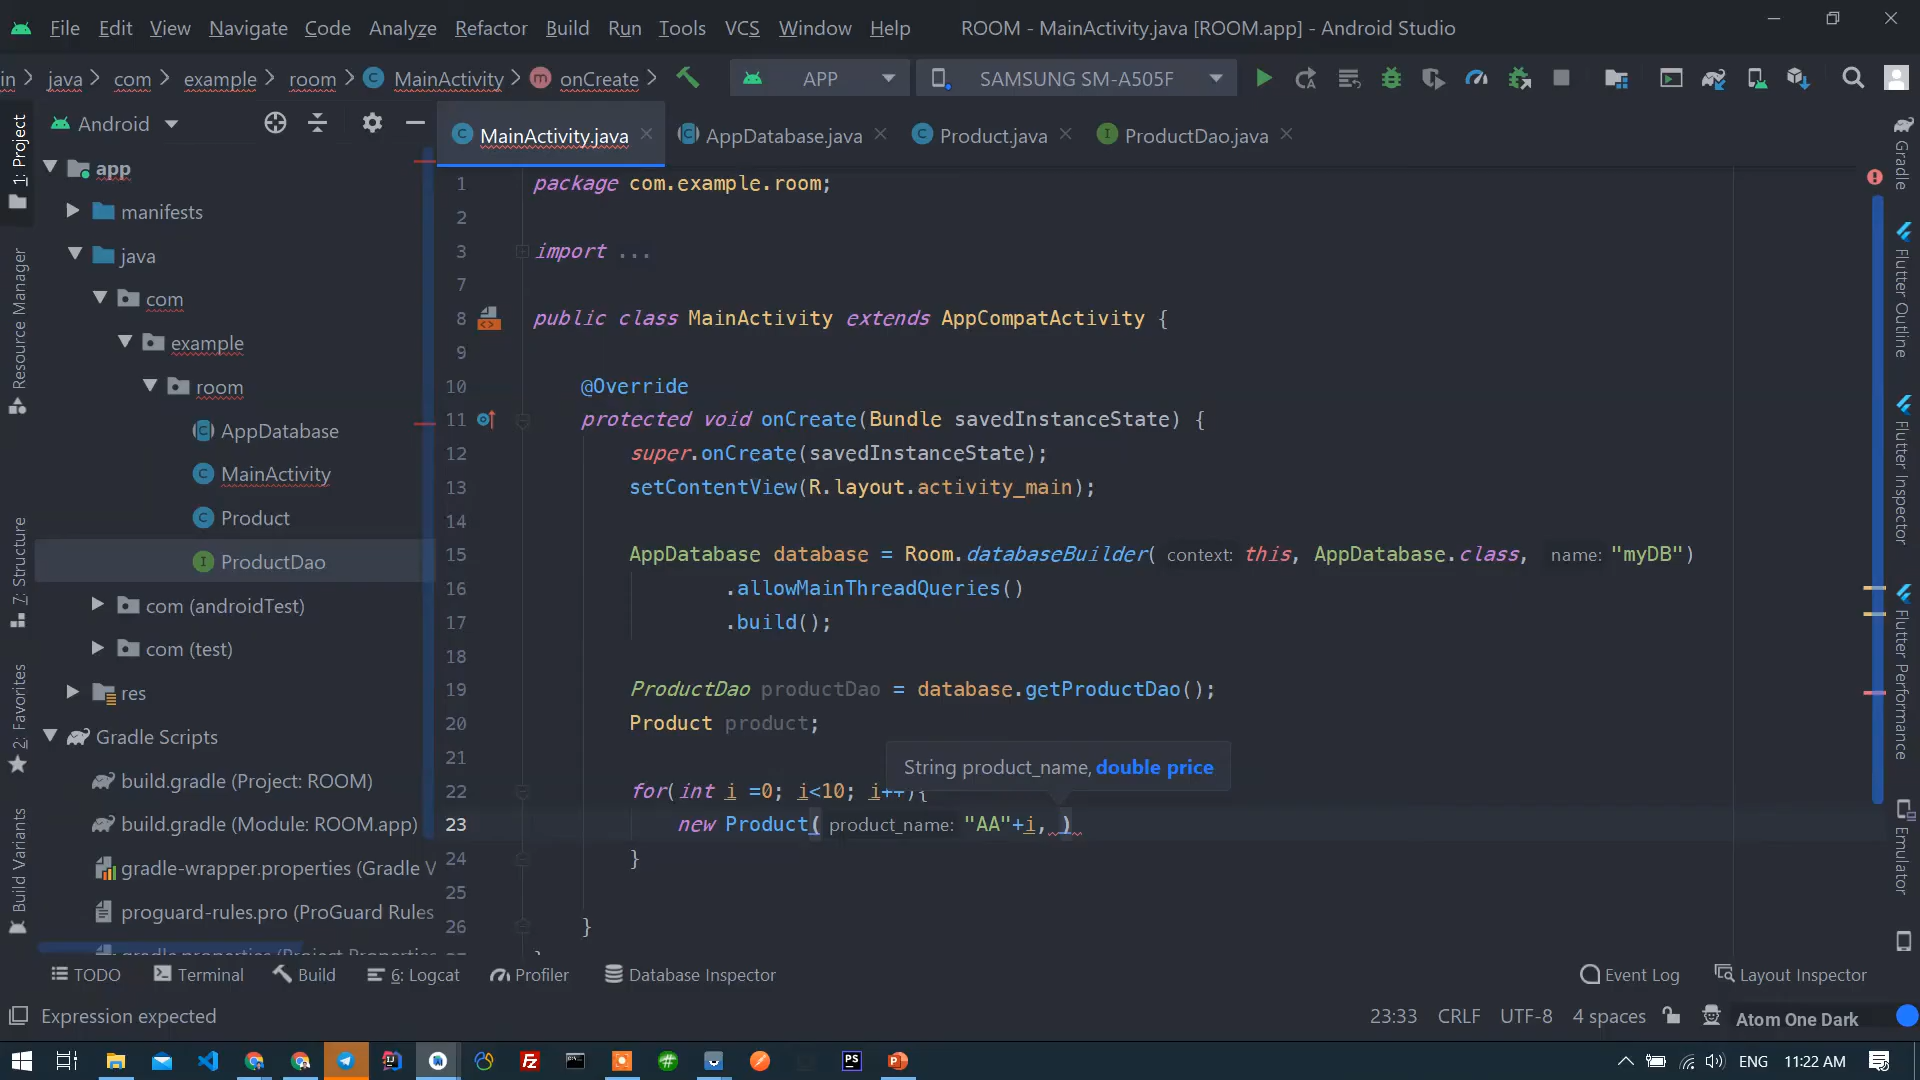 File Edit View Navigate Code Analyze Refactor Build Run Tools VCS Window Help ROOM - MainActivity.java [ROOM.app] - Android Studio
in java com example room MainActivity onCreate APP SAMSUNG SM-A505F
Android
MainActivity.java AppDatabase.java Product.java ProductDao.java
1: Project
Resource Manager
7: Structure
2: Favorites
Build Variants
app
manifests
java
com
example
room
AppDatabase
MainActivity
Product
ProductDao
com (androidTest)
com (test)
res
Gradle Scripts
build.gradle (Project: ROOM)
build.gradle (Module: ROOM.app)
gradle-wrapper.properties (Gradle V
proguard-rules.pro (ProGuard Rules
1 package com.example.room;
2
3 import ...
7
8 public class MainActivity extends AppCompatActivity {
9
10 @Override
11 protected void onCreate(Bundle savedInstanceState) {
12 super.onCreate(savedInstanceState);
13 setContentView(R.layout.activity_main);
14
15 AppDatabase database = Room.databaseBuilder( context: this, AppDatabase.class, name: "myDB")
16 .allowMainThreadQueries()
17 .build();
18
19 ProductDao productDao = database.getProductDao();
20 Product product;
21
String product_name, double price
22 for(int i =0; i<10; i++){
23 new Product( product_name: "AA"+i, )
24 }
25
26 }
Gradle
Flutter Outline
Flutter Inspector
Flutter Performance
Emulator
TODO Terminal Build 6: Logcat Profiler Database Inspector Event Log Layout Inspector
Expression expected 23:33 CRLF UTF-8 4 spaces Atom One Dark
ENG 11:22 AM